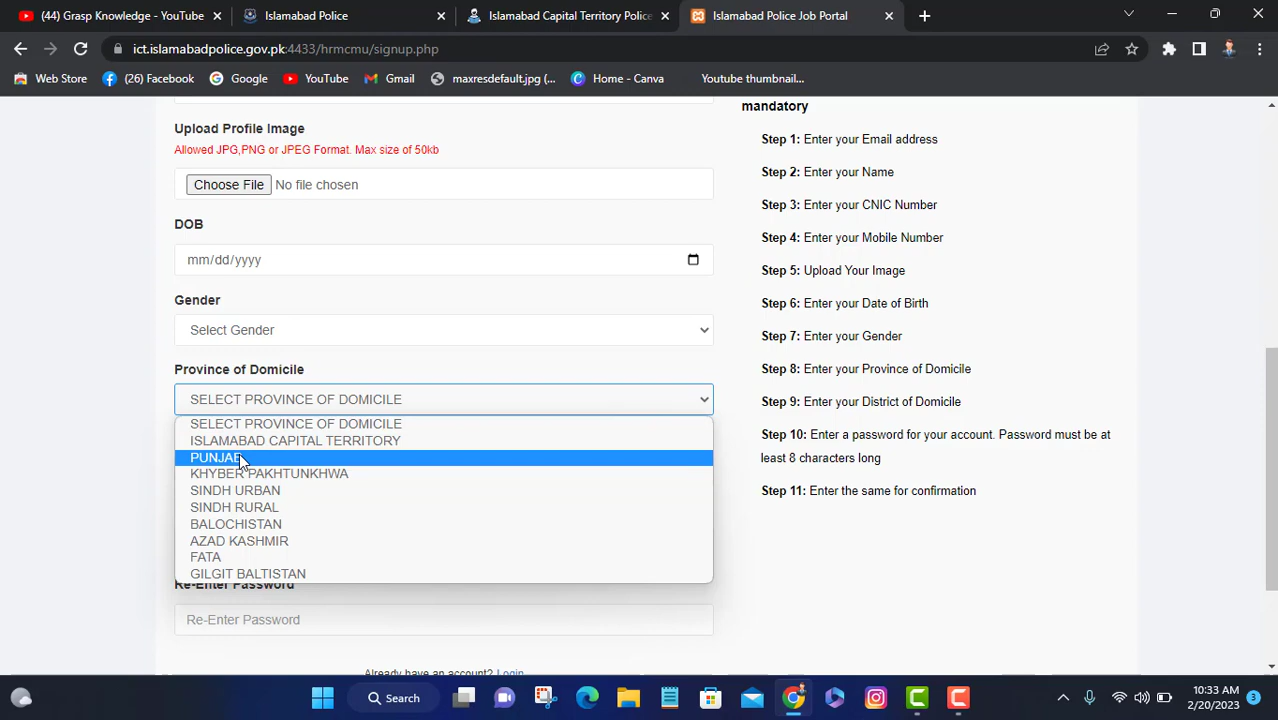 (44) Grasp Knowledge - YouTube
Islamabad Police
Islamabad Capital Territory Police
Islamabad Police Job Portal
ict.islamabadpolice.gov.pk:4433/hrmcmu/signup.php
Web Store
(26) Facebook
Google
YouTube
Gmail
maxresdefault.jpg (...
Home - Canva
Youtube thumbnail...
mandatory
Upload Profile Image
Allowed JPG,PNG or JPEG Format. Max size of 50kb
Choose File No file chosen
DOB
mm/dd/yyyy
Gender
Select Gender
Province of Domicile
SELECT PROVINCE OF DOMICILE
SELECT PROVINCE OF DOMICILE
ISLAMABAD CAPITAL TERRITORY
PUNJAB
KHYBER PAKHTUNKHWA
SINDH URBAN
SINDH RURAL
BALOCHISTAN
AZAD KASHMIR
FATA
GILGIT BALTISTAN
Re-Enter Password
Re-Enter Password
Already have an account? Login
Step 1: Enter your Email address
Step 2: Enter your Name
Step 3: Enter your CNIC Number
Step 4: Enter your Mobile Number
Step 5: Upload Your Image
Step 6: Enter your Date of Birth
Step 7: Enter your Gender
Step 8: Enter your Province of Domicile
Step 9: Enter your District of Domicile
Step 10: Enter a password for your account. Password must be at
least 8 characters long
Step 11: Enter the same for confirmation
Search
10:33 AM
2/20/2023
3